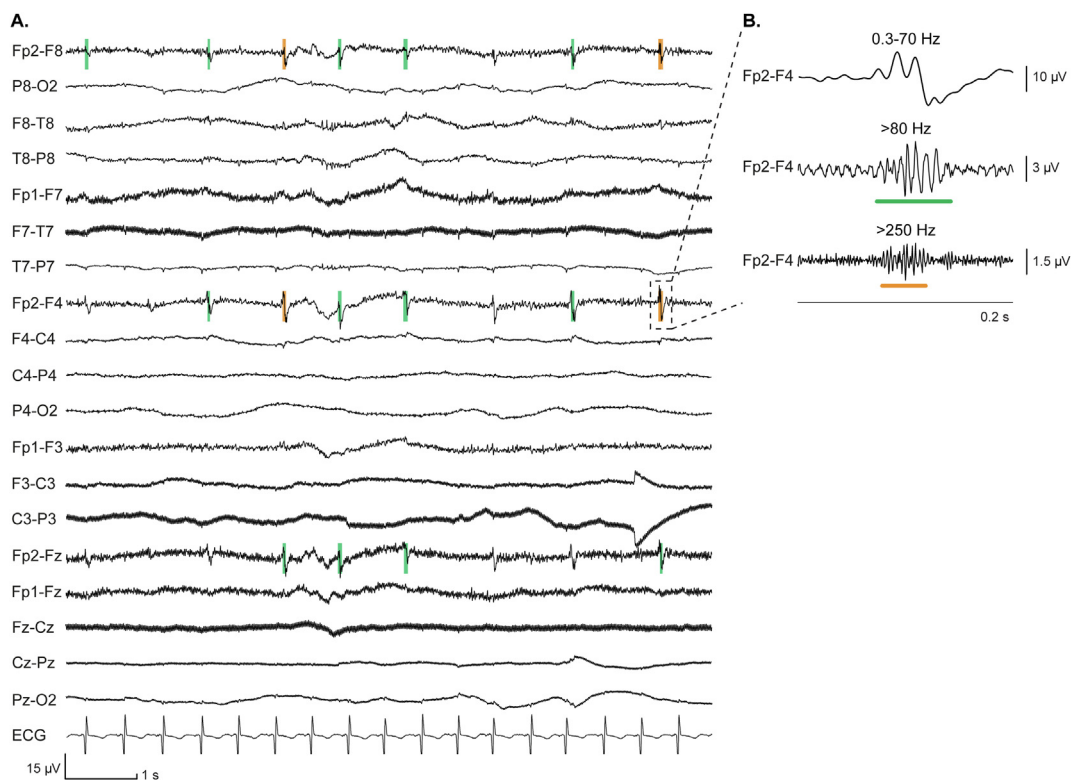 A.
Fp2-F8
P8-O2
F8-T8
T8-P8
Fp1-F7
F7-T7
T7-P7
Fp2-F4
F4-C4
C4-P4
P4-O2
Fp1-F3
F3-C3
C3-P3
Fp2-Fz
Fp1-Fz
Fz-Cz
Cz-Pz
Pz-O2
ECG
15 µV
1 s
B.
0.3-70 Hz
Fp2-F4
10 µV
>80 Hz
Fp2-F4
3 µV
>250 Hz
Fp2-F4
1.5 µV
0.2 s